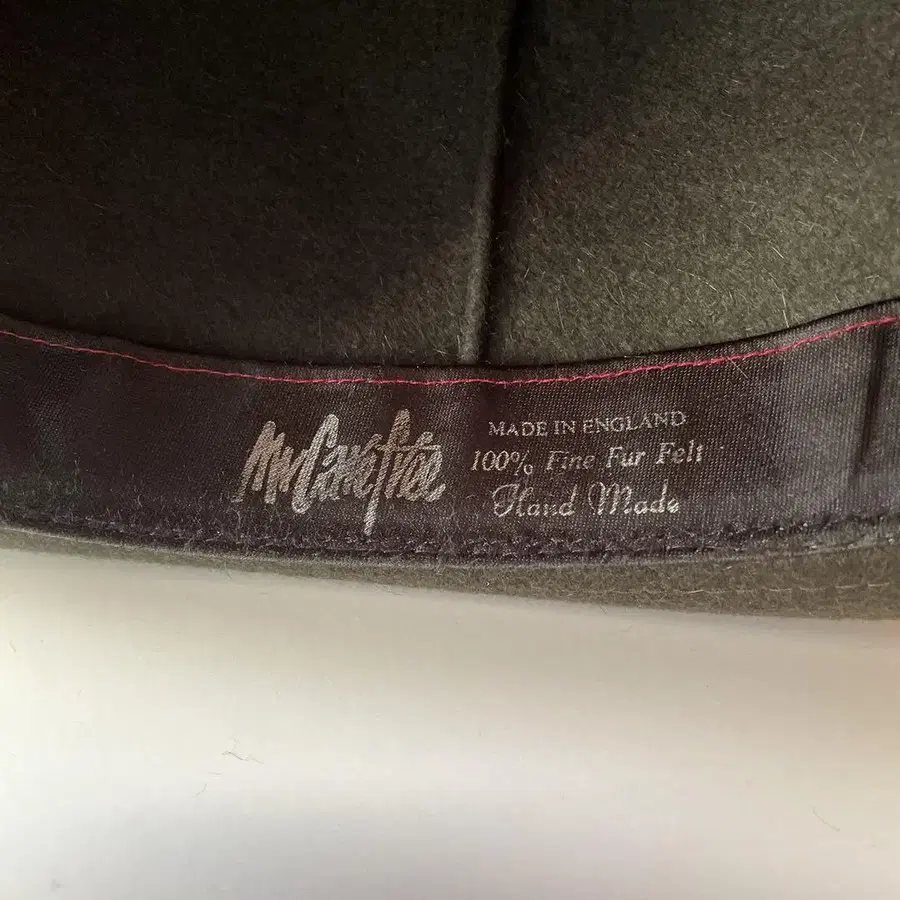 Mr Carefree
MADE IN ENGLAND
100% Fine Fur Felt
Hand Made